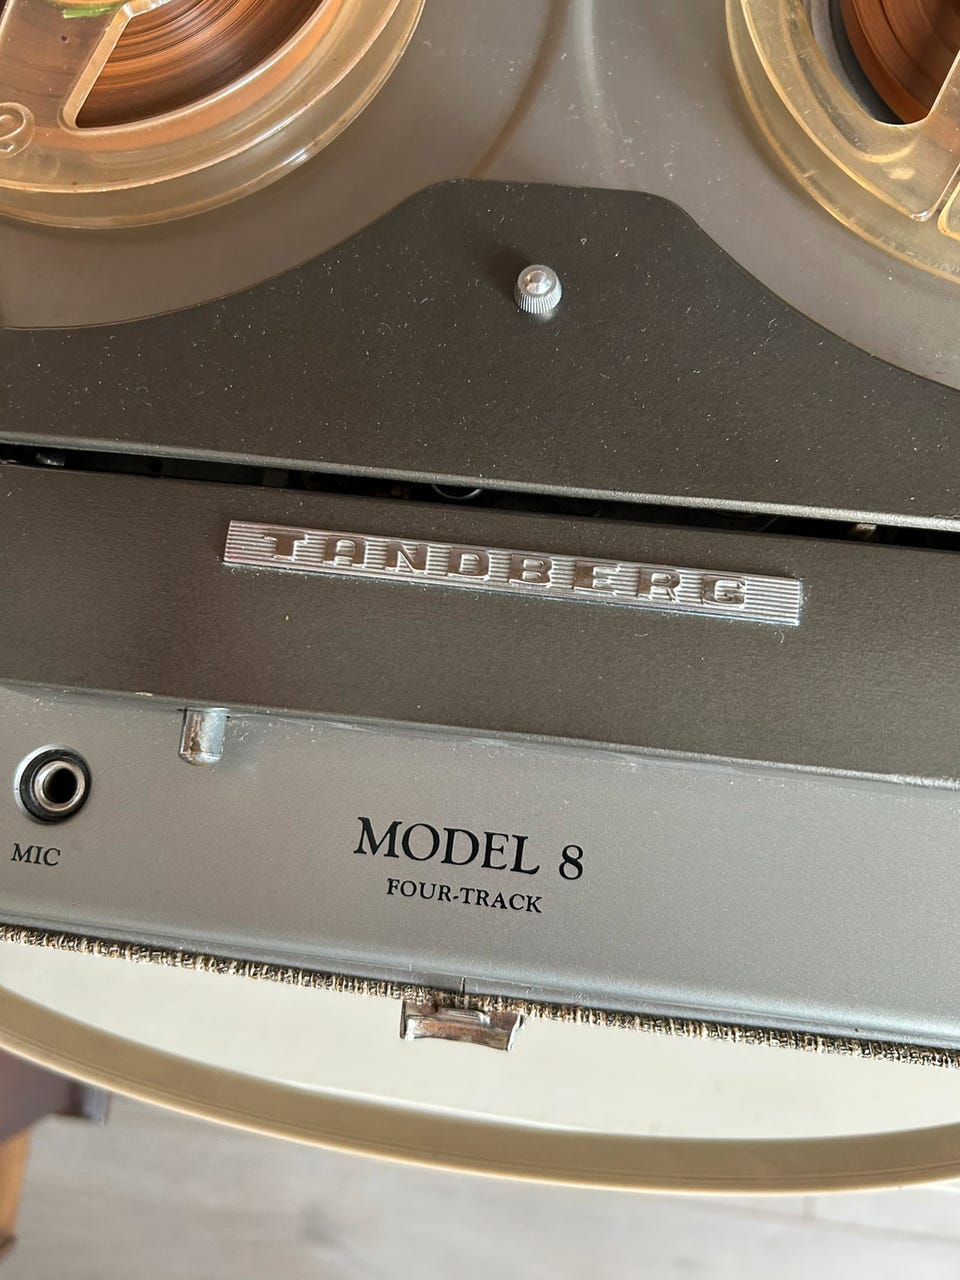 TANDBERG
MIC
MODEL 8
FOUR-TRACK